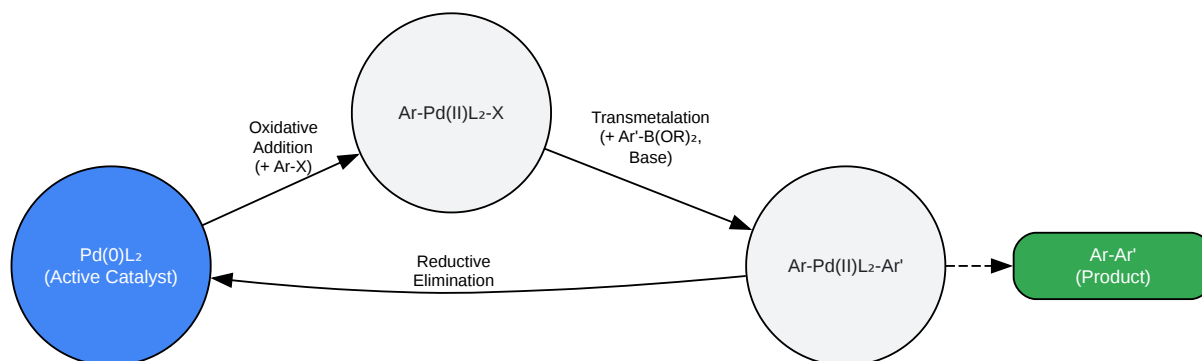 Ar-Pd(II)L₂-X
Oxidative
Addition
(+ Ar-X)
Transmetalation
(+ Ar'-B(OR)₂,
Base)
Pd(0)L₂
(Active Catalyst)
Reductive
Elimination
Ar-Pd(II)L₂-Ar'
Ar-Ar'
(Product)